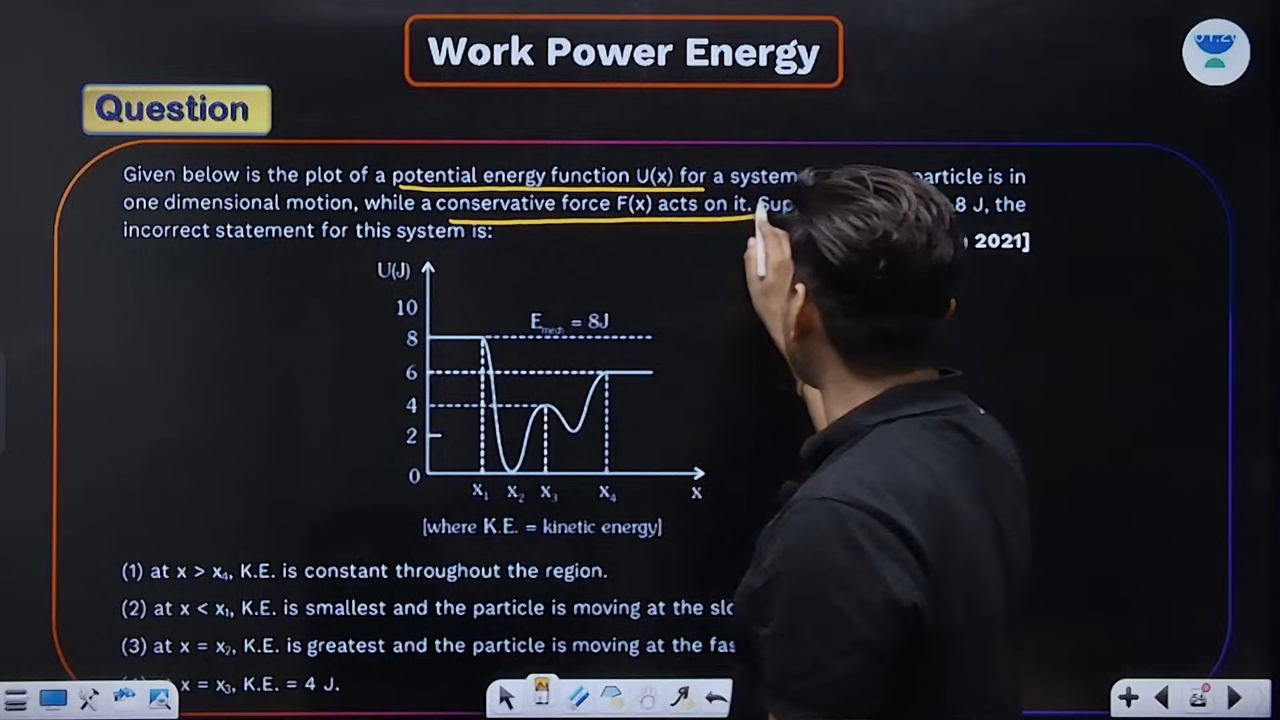 Work Power Energy
Question
Given below is the plot of a potential energy function U(x) for a system particle is in
one dimensional motion, while a conservative force F(x) acts on it. 8 J, the
incorrect statement for this system is:
2021]
U(J)
10
E_mech = 8J
8
6
4
2
0
x₁ x₂ x₃ x₄ x
[where K.E. = kinetic energy]
(1) at x > x₄, K.E. is constant throughout the region.
(2) at x < x₁, K.E. is smallest and the particle is moving at the
(3) at x = x₂, K.E. is greatest and the particle is moving at the
x = x₃, K.E. = 4 J.